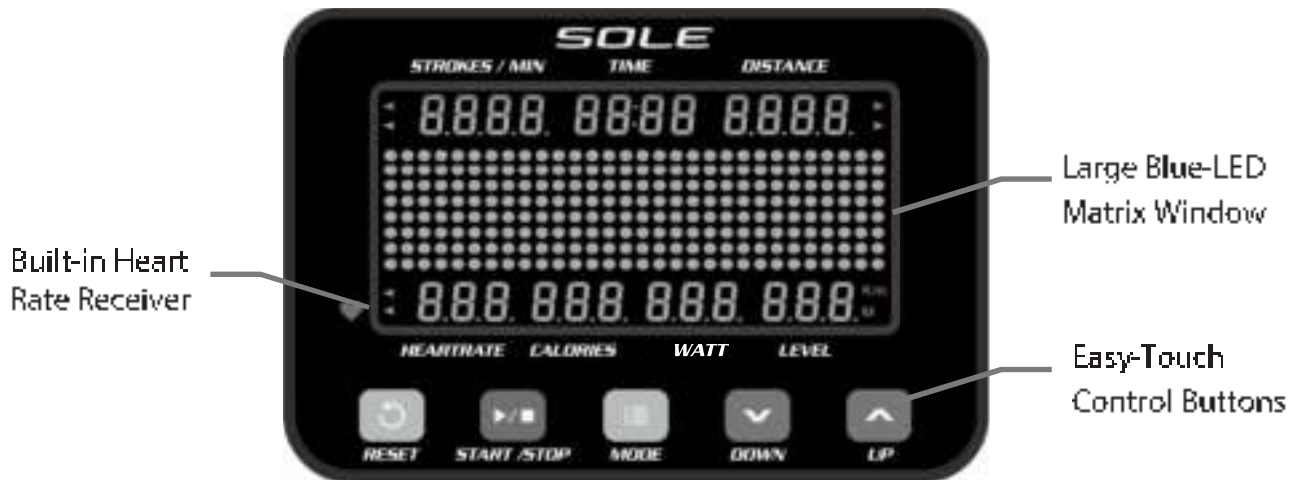 SOLE
STROKES / MIN TIME DISTANCE
8.8.8.8. 88:88 8.8.8.8.
Large Blue-LED
Matrix Window
Built-in Heart
Rate Receiver
8.8.8. 8.8.8. 8.8.8. 8.8.8.
HEARTRATE CALORIES WATT LEVEL
Easy-Touch
Control Buttons
RESET START /STOP MODE DOWN UP